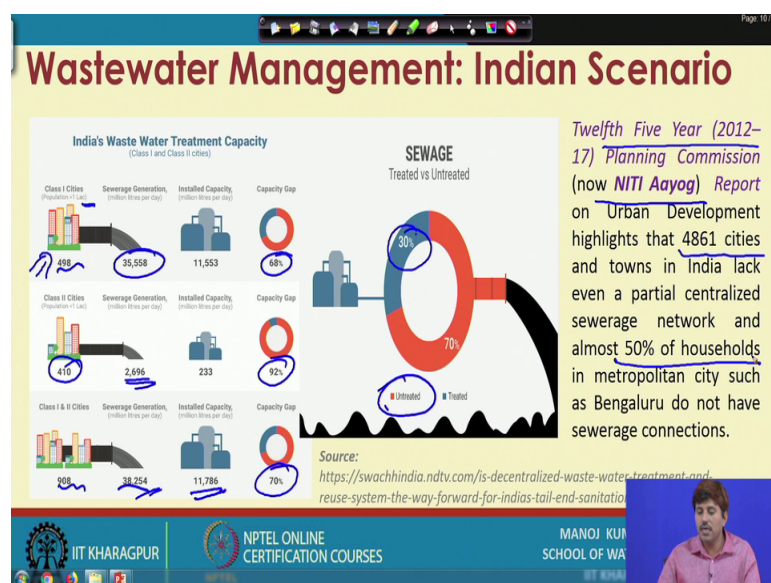 Page: 10 /
Wastewater Management: Indian Scenario
India's Waste Water Treatment Capacity
(Class I and Class II cities)
Class I Cities
(Population >1 Lac)
Sewerage Generation,
(million litres per day)
Installed Capacity,
(million litres per day)
Capacity Gap
498
35,558
11,553
68%
Class II Cities
(Population <1 Lac)
Sewerage Generation,
(million litres per day)
Installed Capacity,
(million litres per day)
Capacity Gap
410
2,696
233
92%
Class I & II Cities
Sewerage Generation,
(million litres per day)
Installed Capacity,
(million litres per day)
Capacity Gap
908
38,254
11,786
70%
SEWAGE
Treated vs Untreated
30%
70%
Untreated
Treated
Twelfth Five Year (2012–
17) Planning Commission
(now NITI Aayog) Report
on Urban Development
highlights that 4861 cities
and towns in India lack
even a partial centralized
sewerage network and
almost 50% of households
in metropolitan city such
as Bengaluru do not have
sewerage connections.
Source:
https://swachhindia.ndtv.com/is-decentralized-waste-water-treatment-and-
reuse-system-the-way-forward-for-indias-tail-end-sanitation
IIT KHARAGPUR
NPTEL ONLINE
CERTIFICATION COURSES
MANOJ KUM
SCHOOL OF WAT